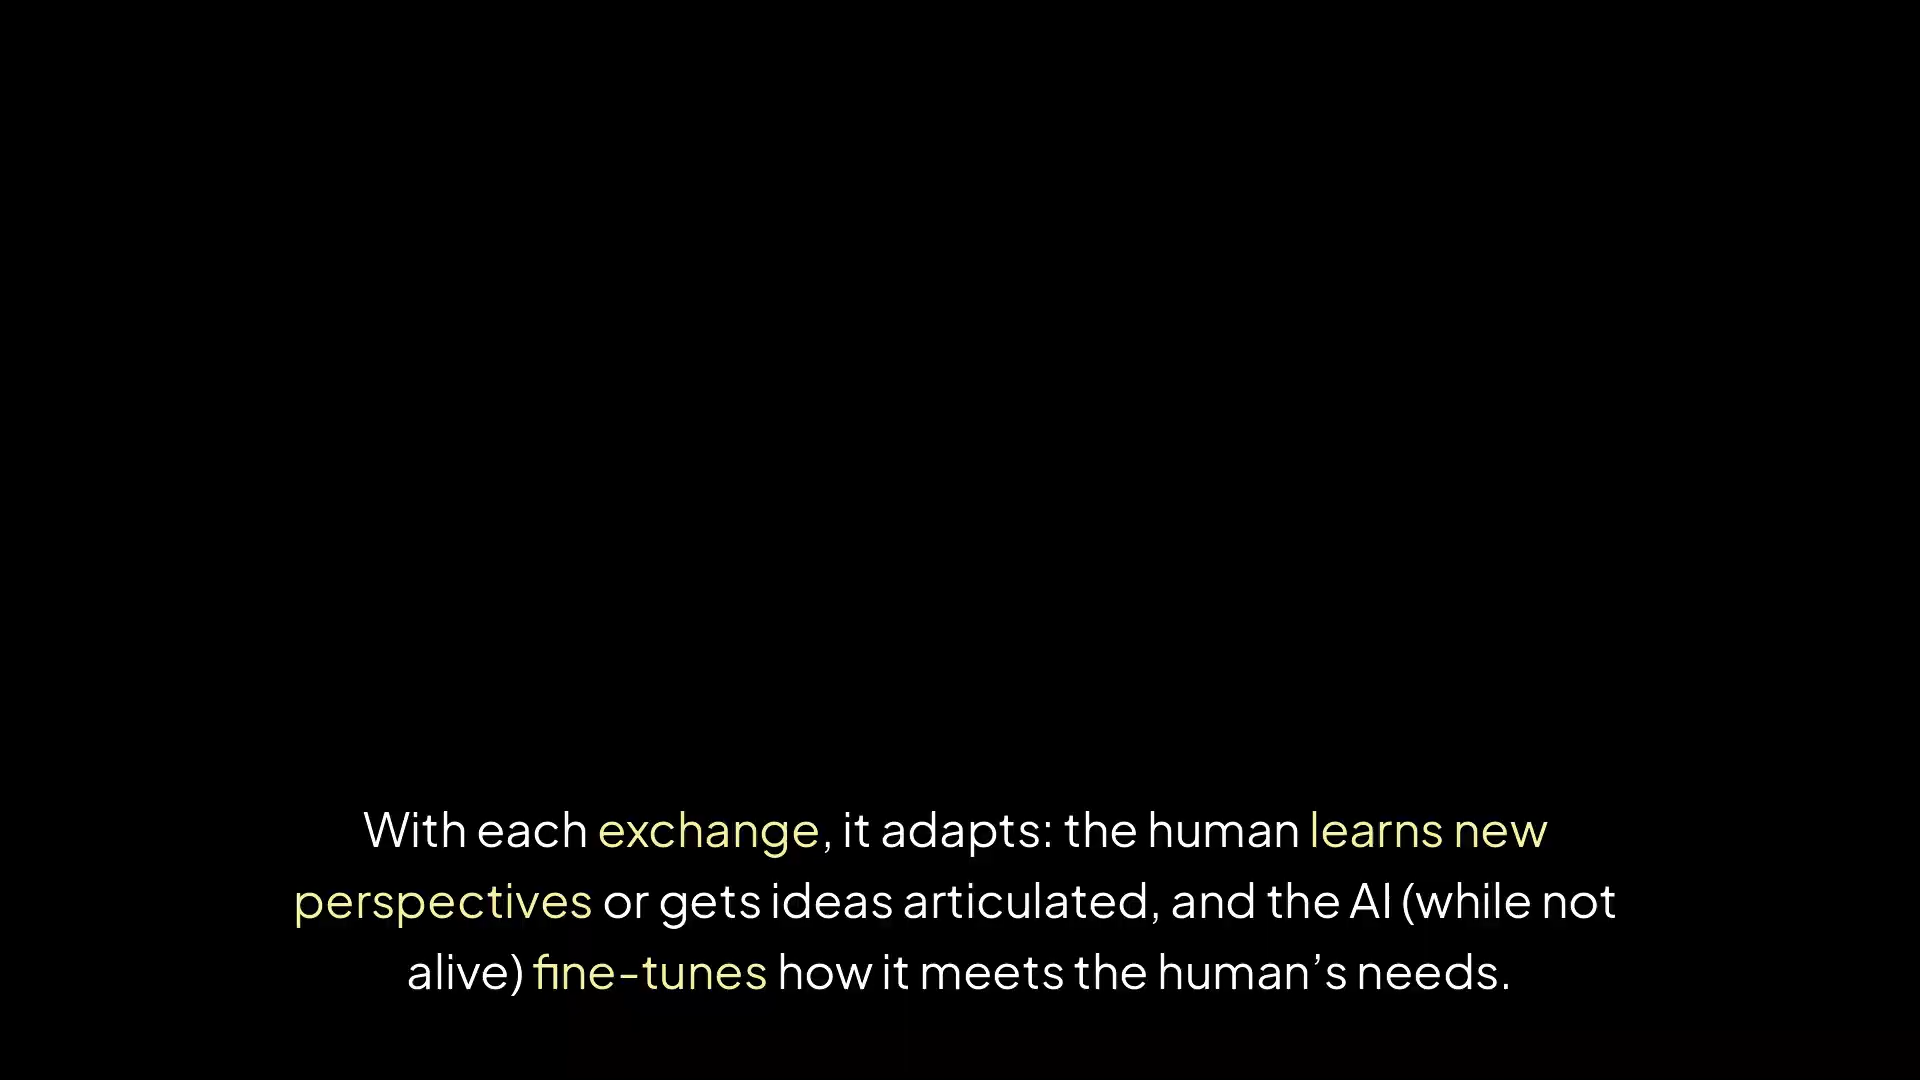 With each exchange, it adapts: the human learns new
perspectives or gets ideas articulated, and the AI (while not
alive) fine-tunes how it meets the human’s needs.